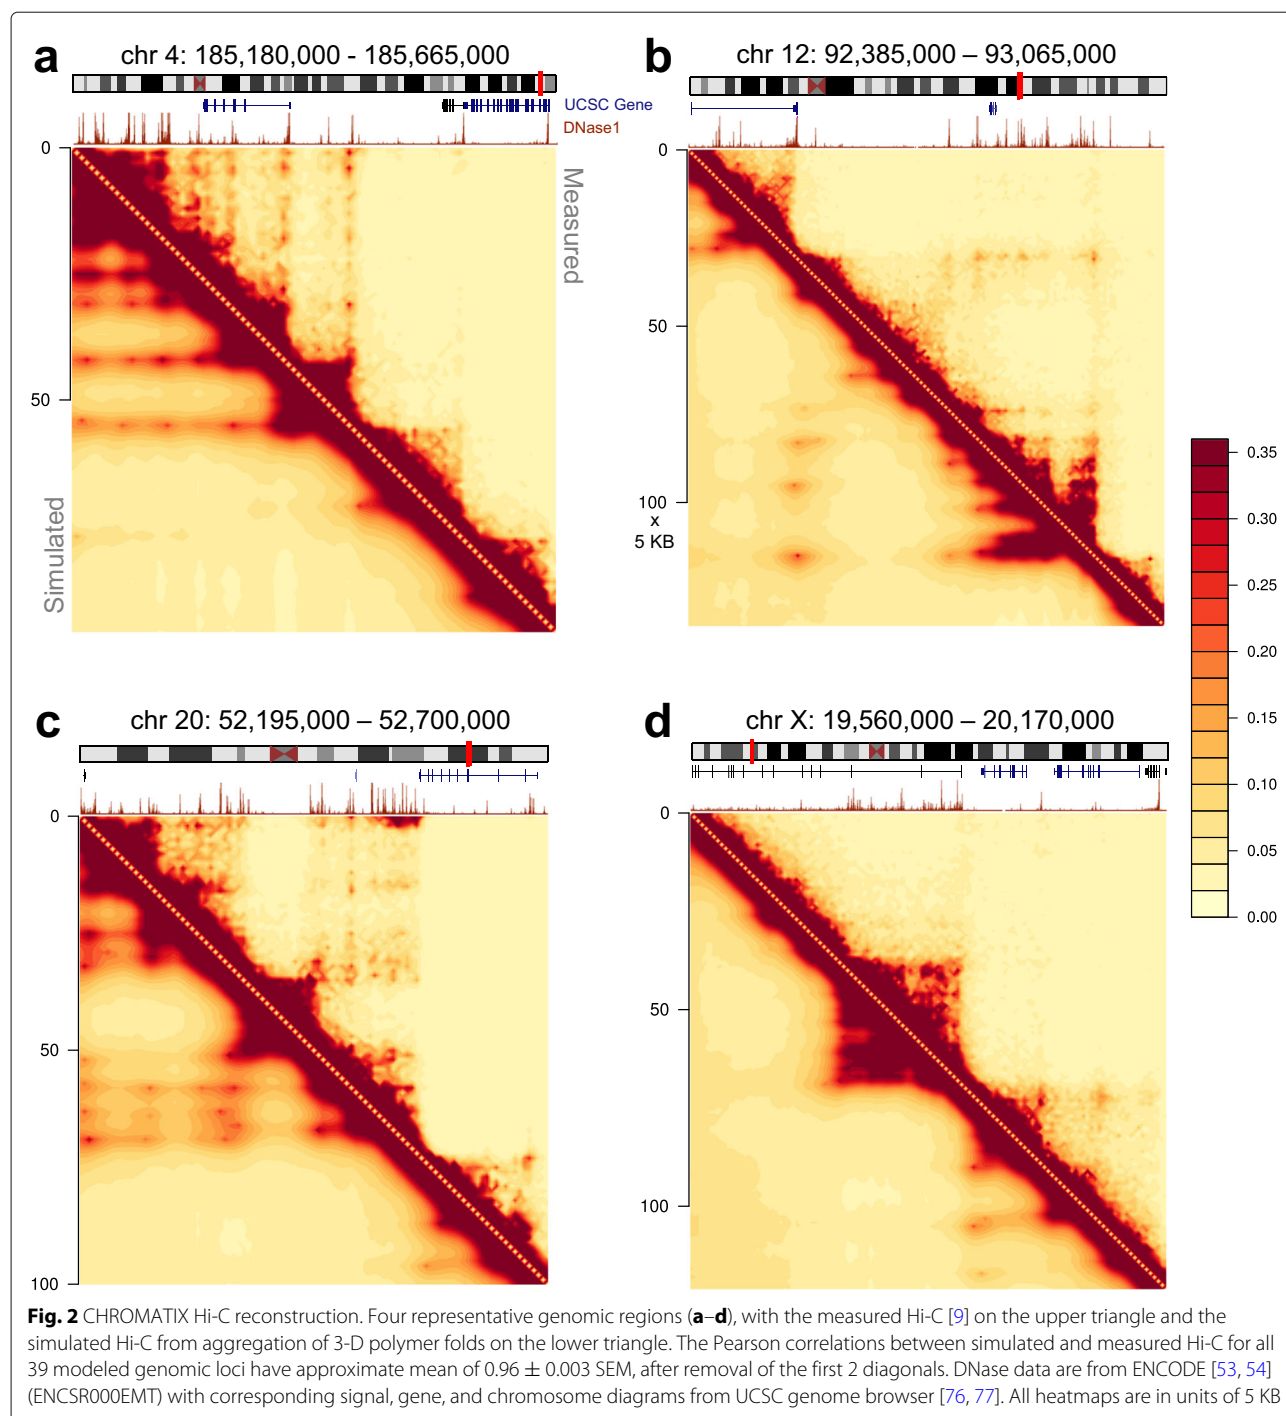 a
chr 4: 185,180,000 - 185,665,000
UCSC Gene
DNase1
0
50
Measured
Simulated
b
chr 12: 92,385,000 – 93,065,000
0
50
100
x
5 KB
0.35
0.30
0.25
0.20
0.15
0.10
0.05
0.00
c
chr 20: 52,195,000 – 52,700,000
0
50
100
d
chr X: 19,560,000 – 20,170,000
0
50
100
Fig. 2 CHROMATIX Hi-C reconstruction. Four representative genomic regions (a–d), with the measured Hi-C [9] on the upper triangle and the
simulated Hi-C from aggregation of 3-D polymer folds on the lower triangle. The Pearson correlations between simulated and measured Hi-C for all
39 modeled genomic loci have approximate mean of 0.96 ± 0.003 SEM, after removal of the first 2 diagonals. DNase data are from ENCODE [53, 54]
(ENCSR000EMT) with corresponding signal, gene, and chromosome diagrams from UCSC genome browser [76, 77]. All heatmaps are in units of 5 KB